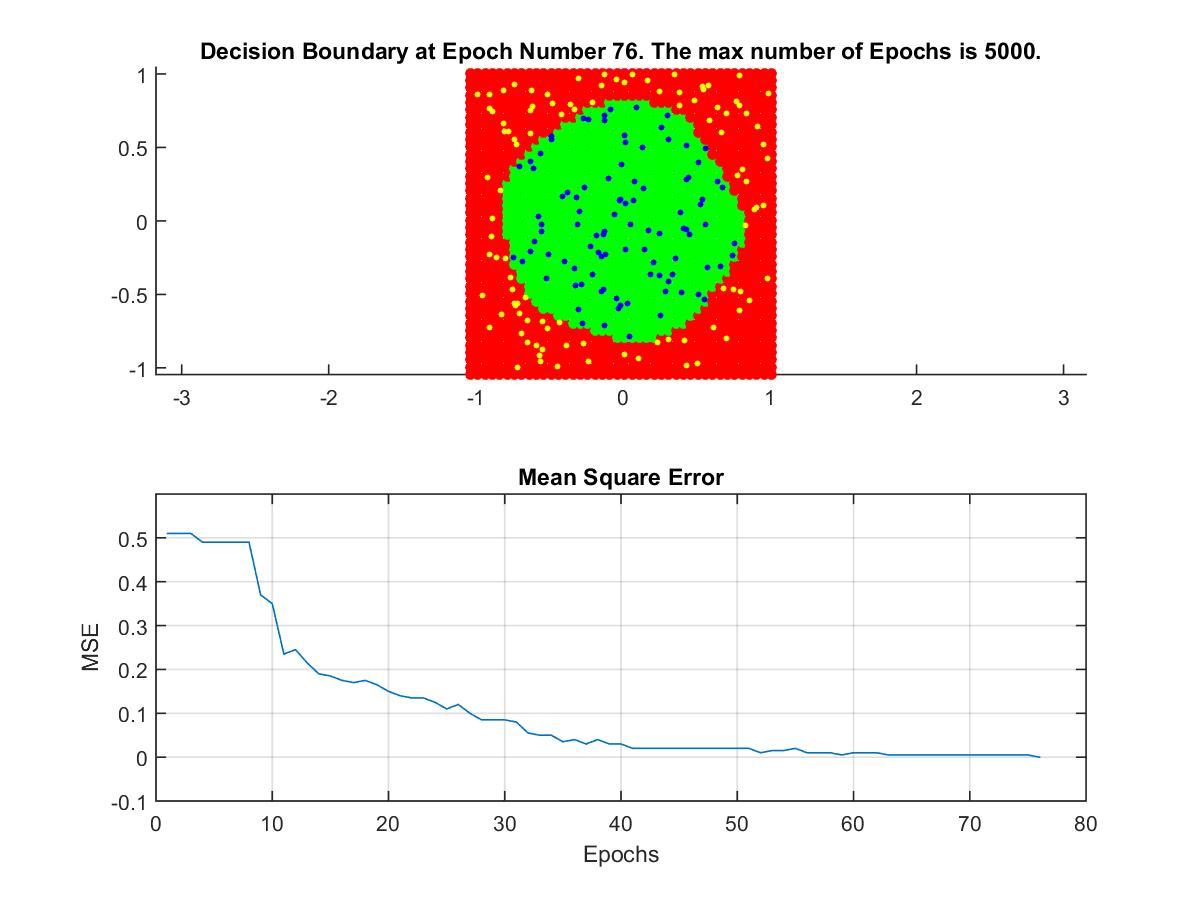 Decision Boundary at Epoch Number 76. The max number of Epochs is 5000.
1
0.5
0
-0.5
-1
-3 -2 -1 0 1 2 3
Mean Square Error
0.5
0.4
0.3
0.2
0.1
0
-0.1
MSE
0 10 20 30 40 50 60 70 80
Epochs